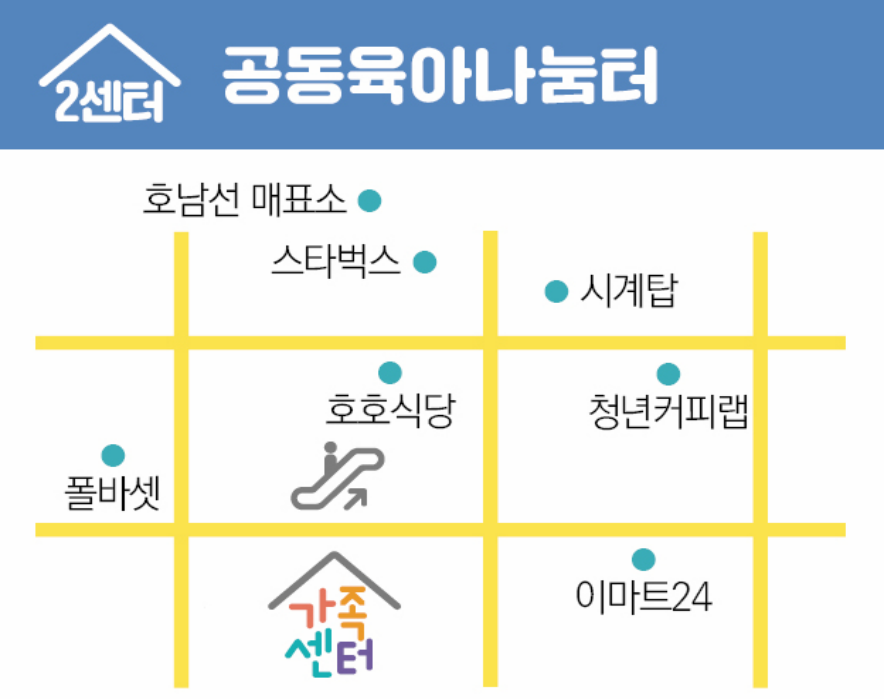 2센터
공동육아나눔터
호남선 매표소
스타벅스
시계탑
호호식당
청년커피랩
폴바셋
이마트24
가족
센터